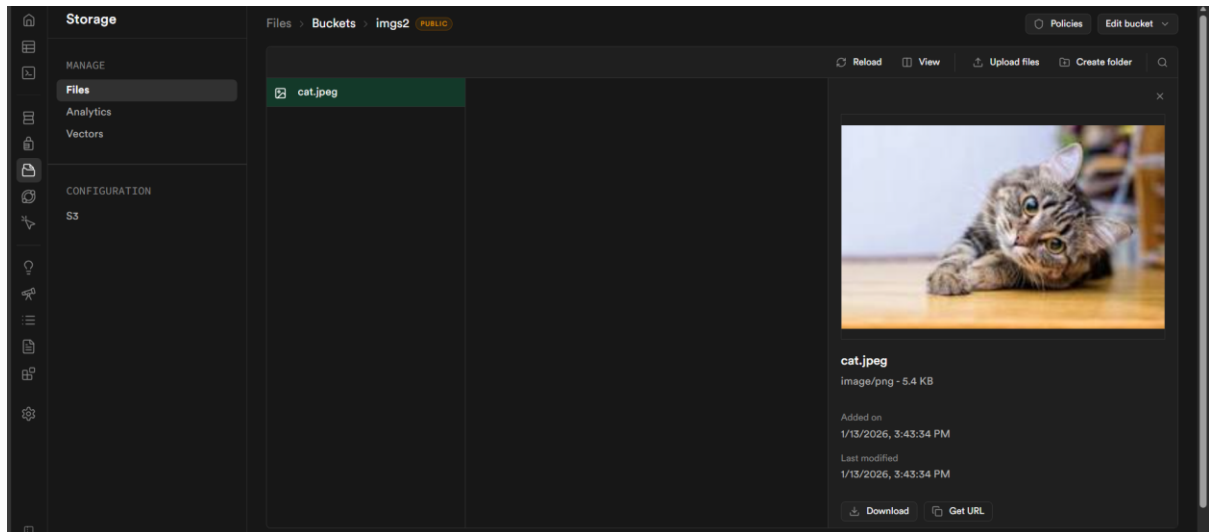 Storage
Files > Buckets > imgs2 PUBLIC
Policies
Edit bucket
MANAGE
Files
Analytics
Vectors
CONFIGURATION
S3
Reload
View
Upload files
Create folder
cat.jpeg
cat.jpeg
image/png - 5.4 KB
Added on
1/13/2026, 3:43:34 PM
Last modified
1/13/2026, 3:43:34 PM
Download
Get URL